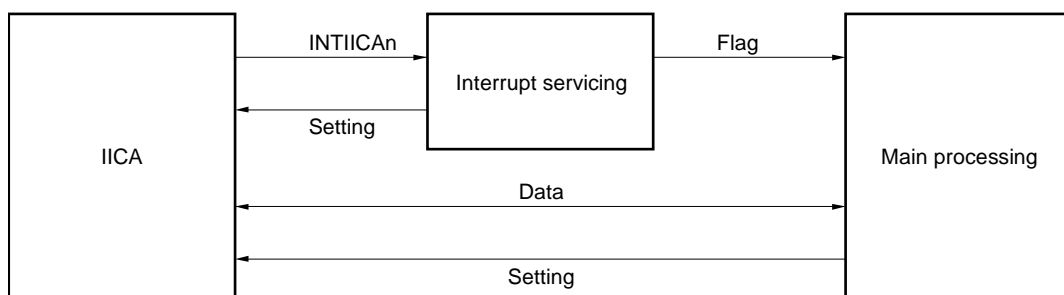 INTIICAn
Flag
Interrupt servicing
Setting
IICA
Main processing
Data
Setting